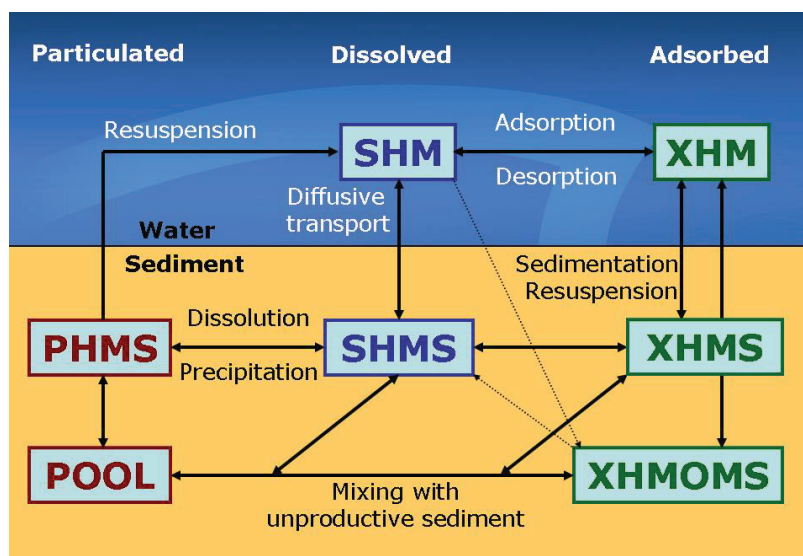 Particulated
Dissolved
Adsorbed
Resuspension
SHM
Adsorption
Desorption
XHM
Diffusive
transport
Water
Sediment
Sedimentation
Resuspension
PHMS
Dissolution
Precipitation
SHMS
XHMS
POOL
Mixing with
unproductive sediment
XHMOMS